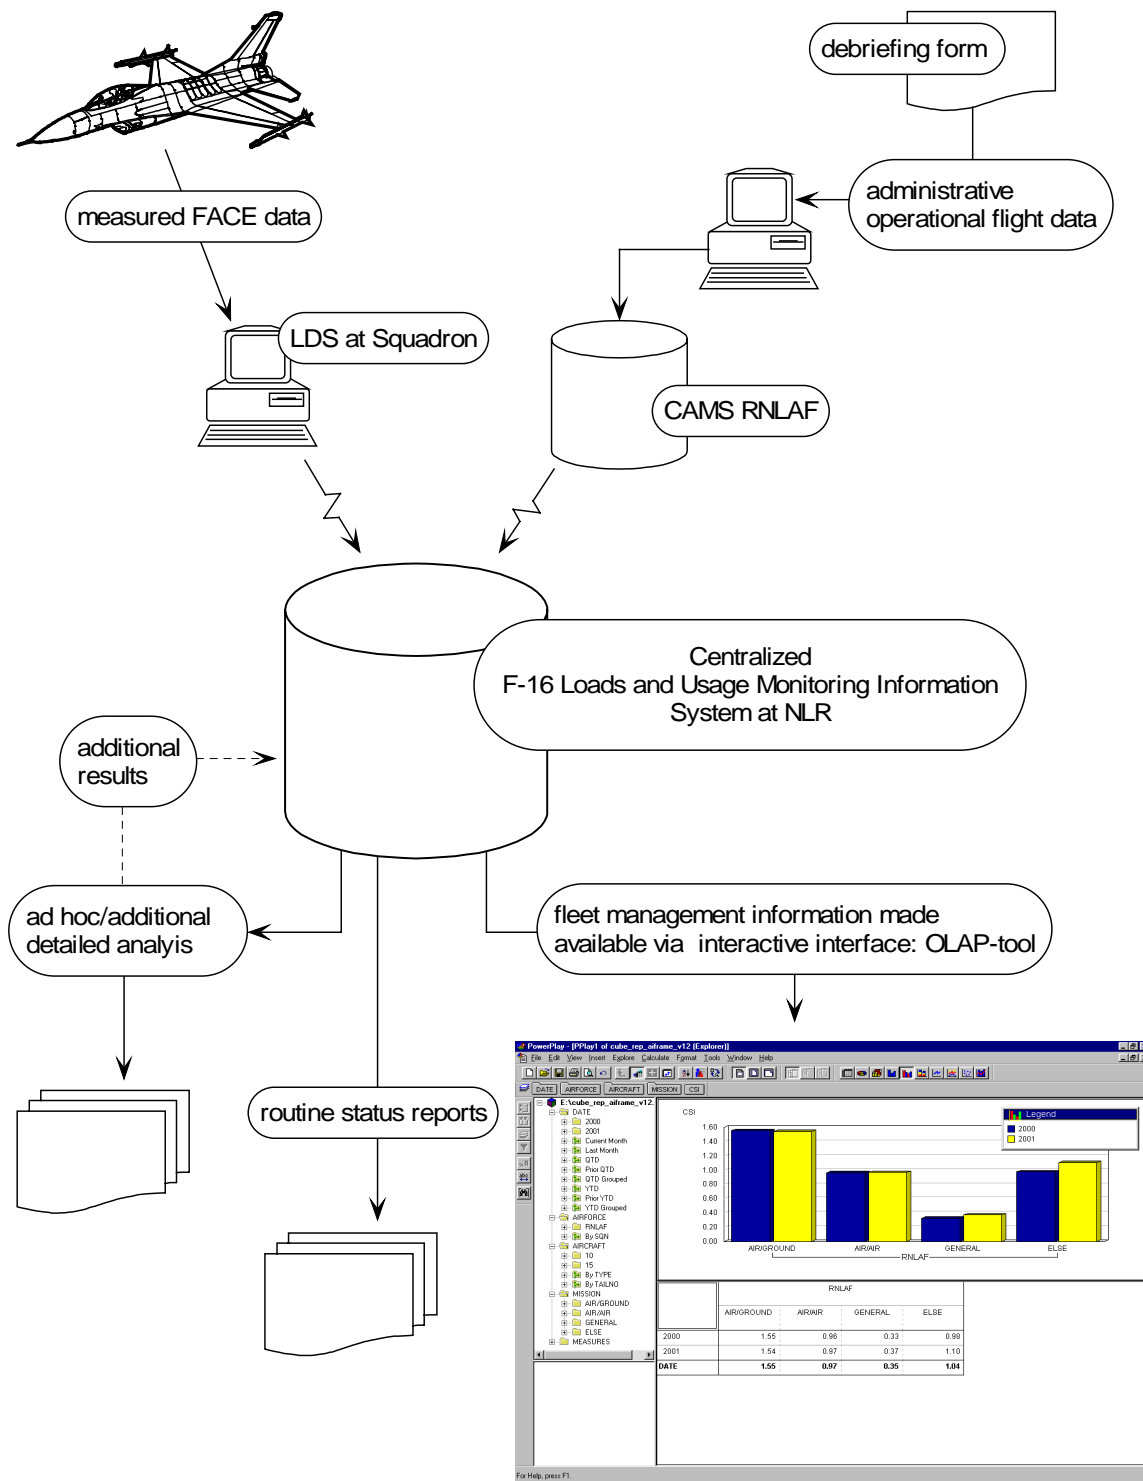 debriefing form
administrative
operational flight data
measured FACE data
LDS at Squadron
CAMS RNLAF
Centralized
F-16 Loads and Usage Monitoring Information
System at NLR
additional
results
ad hoc/additional
detailed analyis
fleet management information made
available via  interactive interface: OLAP-tool
routine status reports
PowerPlay - [PPlay1 of cube_rep_aiframe_v12 (Explorer)]
File Edit View Insert Explore Calculate Format Tools Window Help
DATE AIRFORCE AIRCRAFT MISSION CSI
E:\cube_rep_aiframe_v12.
DATE
2000
2001
Current Month
Last Month
QTD
Prior QTD
QTD Grouped
YTD
Prior YTD
YTD Grouped
AIRFORCE
RNLAF
By SQN
AIRCRAFT
10
15
By TYPE
By TAILNO
MISSION
AIR/GROUND
AIR/AIR
GENERAL
ELSE
MEASURES
CSI
1.60
1.40
1.20
1.00
0.80
0.60
0.40
0.20
0.00
Legend
2000
2001
AIR/GROUND AIR/AIR GENERAL ELSE
RNLAF
RNLAF
AIR/GROUND AIR/AIR GENERAL ELSE
2000 1.55 0.96 0.33 0.98
2001 1.54 0.97 0.37 1.10
DATE 1.55 0.97 0.35 1.04
For Help, press F1.